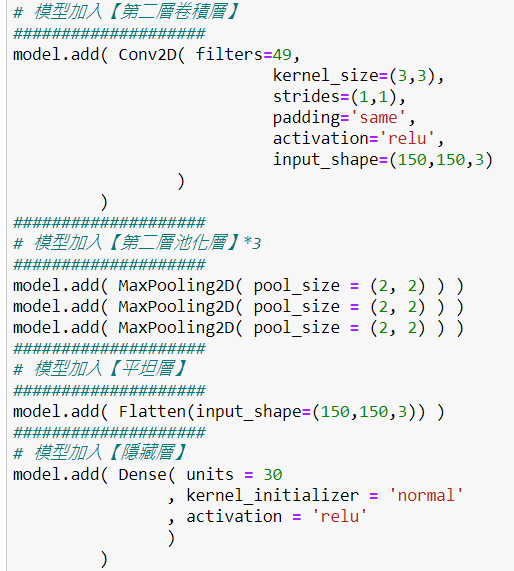 # 模型加入【第二層卷積層】
####################
model.add( Conv2D( filters=49,
                           kernel_size=(3,3),
                           strides=(1,1),
                           padding='same',
                           activation='relu',
                           input_shape=(150,150,3)
                 )
         )
####################
# 模型加入【第二層池化層】*3
####################
model.add( MaxPooling2D( pool_size = (2, 2) ) )
model.add( MaxPooling2D( pool_size = (2, 2) ) )
model.add( MaxPooling2D( pool_size = (2, 2) ) )
####################
# 模型加入【平坦層】
####################
model.add( Flatten(input_shape=(150,150,3)) )
####################
# 模型加入【隱藏層】
model.add( Dense( units = 30
                , kernel_initializer = 'normal'
                , activation = 'relu'
                )
         )